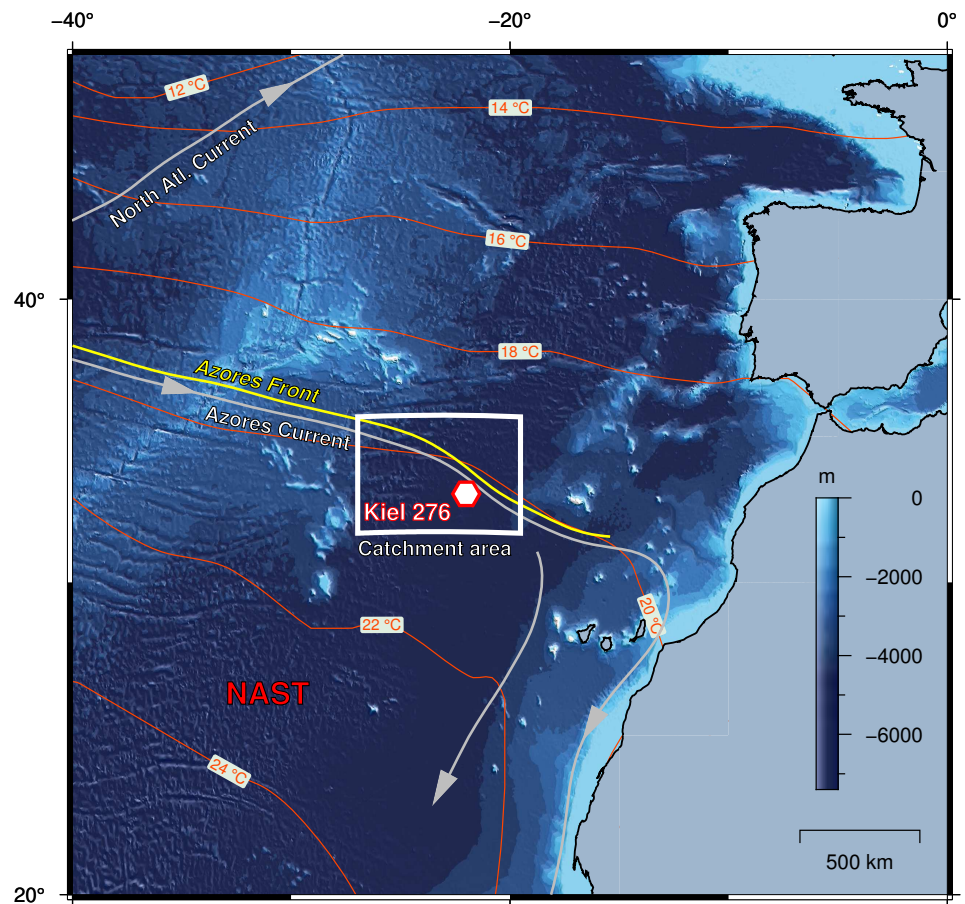 −40°
−20°
0°
12 °C
14 °C
North Atl. Current
16 °C
40°
18 °C
Azores Front
Azores Current
Kiel 276
Catchment area
m
0
−2000
−4000
−6000
20 °C
22 °C
NAST
24 °C
500 km
20°